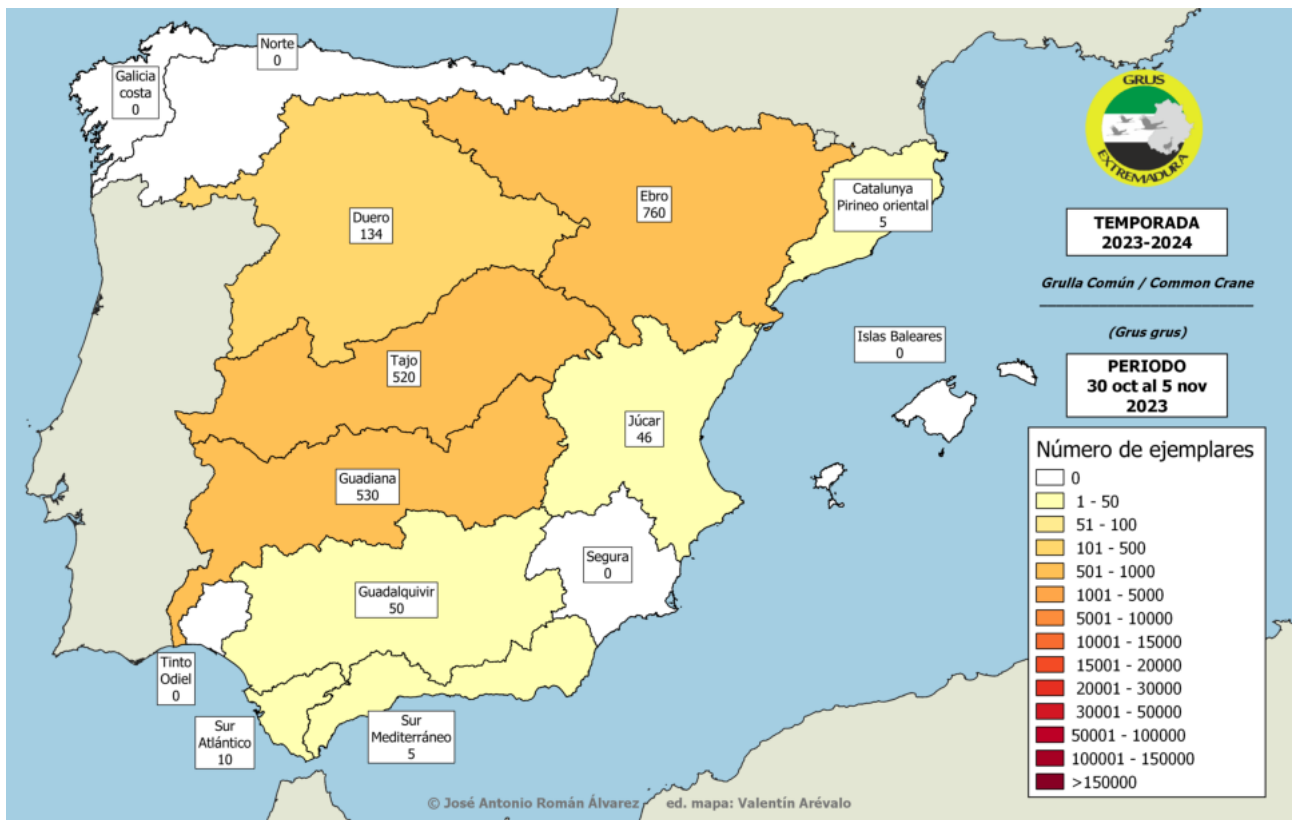 Norte
0
Galicia
costa
0
Duero
134
Ebro
760
Catalunya
Pirineo oriental
5
Tajo
520
Islas Baleares
0
Júcar
46
Guadiana
530
Segura
0
Guadalquivir
50
Tinto
Odiel
0
Sur
Atlántico
10
Sur
Mediterráneo
5
GRUS
EXTREMADURA
TEMPORADA
2023-2024
Grulla Común / Common Crane
(Grus grus)
PERIODO
30 oct al 5 nov
2023
Número de ejemplares
0
1 - 50
51 - 100
101 - 500
501 - 1000
1001 - 5000
5001 - 10000
10001 - 15000
15001 - 20000
20001 - 30000
30001 - 50000
50001 - 100000
100001 - 150000
>150000
© José Antonio Román Álvarez ed. mapa: Valentín Arévalo